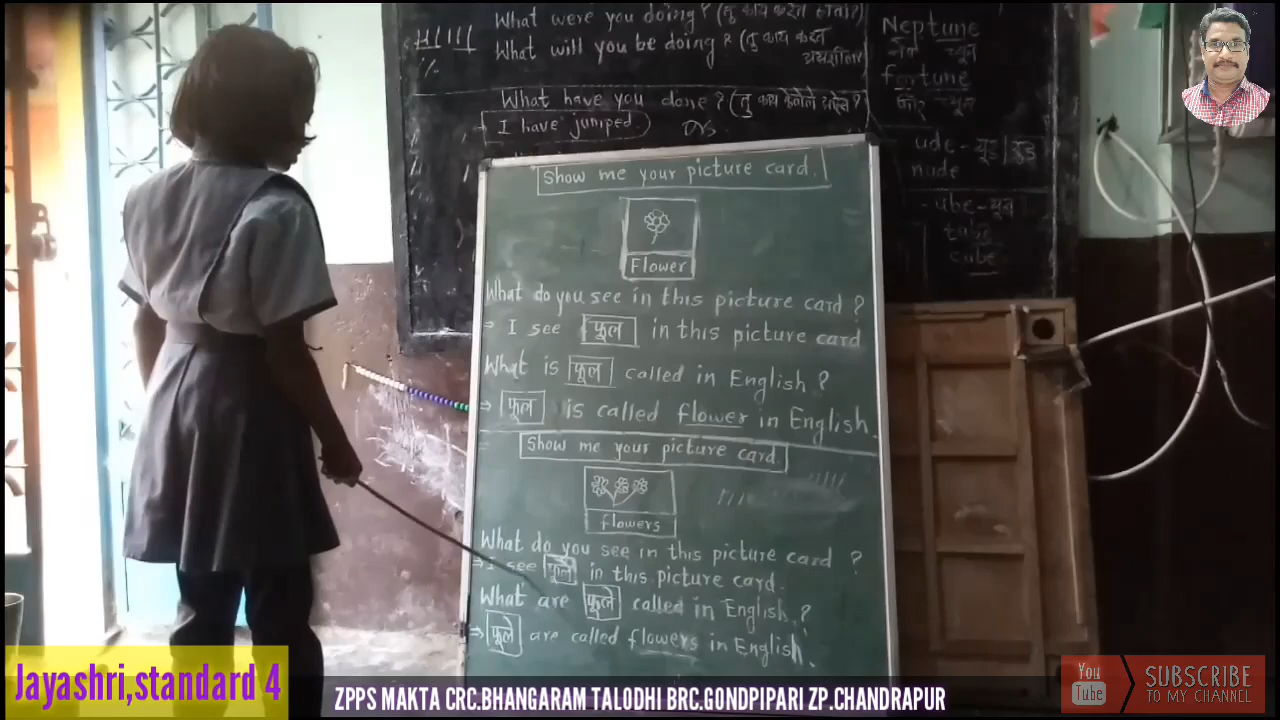 What were you doing? (तु काय करत होता?)
What will you be doing? (तु काय करत
What have you done? (तु काय केलेले आहेस?)
I have jumped.
Neptune
नेप च्यून
fortune
फॉर च्यून
ude - यूड | डुड
nude
- ube - यूब
tube
cube
Show me your picture card.
Flower
What do you see in this picture card?
⇒ I see फूल in this picture card
What is फूल called in English?
⇒ फूल is called flower in English.
Show me your picture card.
flowers
What do you see in this picture card ?
⇒ I see फूले in this picture card.
What are फूले called in English.?
⇒ फूले are called flowers in English.
Jayashri,standard 4
ZPPS MAKTA CRC.BHANGARAM TALODHI BRC.GONDPIPARI ZP.CHANDRAPUR
You
Tube
SUBSCRIBE
TO MY CHANNEL